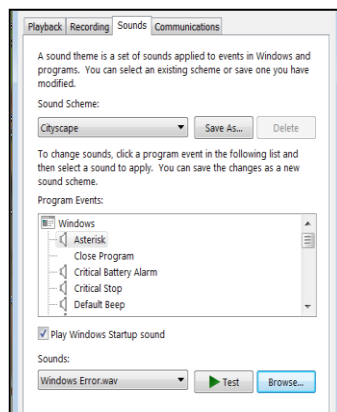 Playback Recording Sounds Communications
A sound theme is a set of sounds applied to events in Windows and
programs. You can select an existing scheme or save one you have
modified.
Sound Scheme:
Cityscape Save As... Delete
To change sounds, click a program event in the following list and
then select a sound to apply. You can save the changes as a new
sound scheme.
Program Events:
Windows
Asterisk
Close Program
Critical Battery Alarm
Critical Stop
Default Beep
Play Windows Startup sound
Sounds:
Windows Error.wav Test Browse...